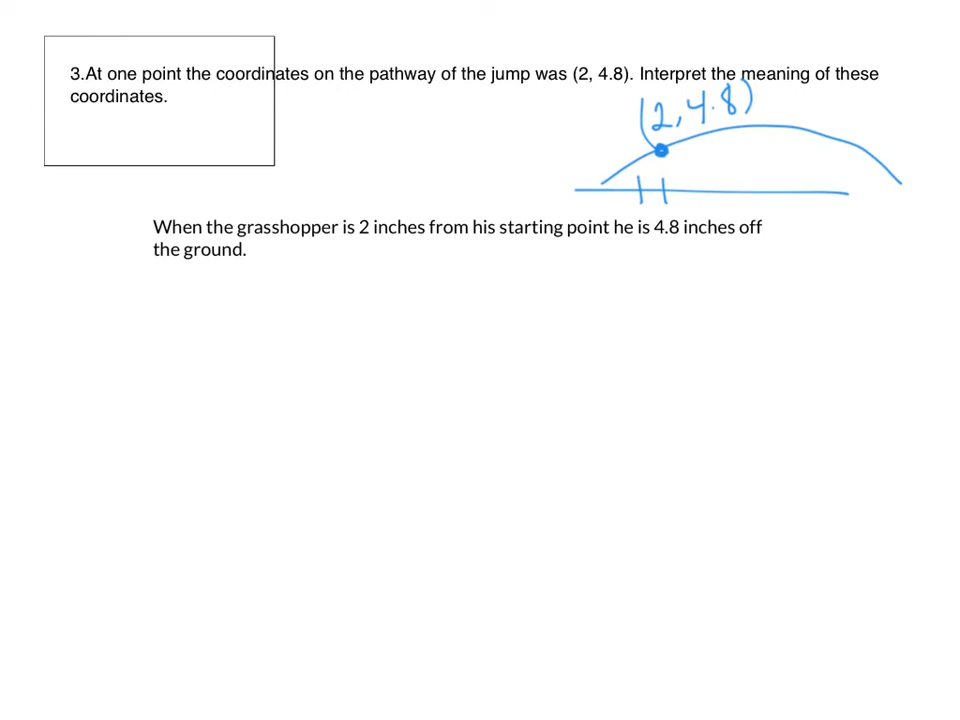 3.At one point the coordinates on the pathway of the jump was (2, 4.8). Interpret the meaning of these
coordinates.
(2, 4.8)
When the grasshopper is 2 inches from his starting point he is 4.8 inches off
the ground.